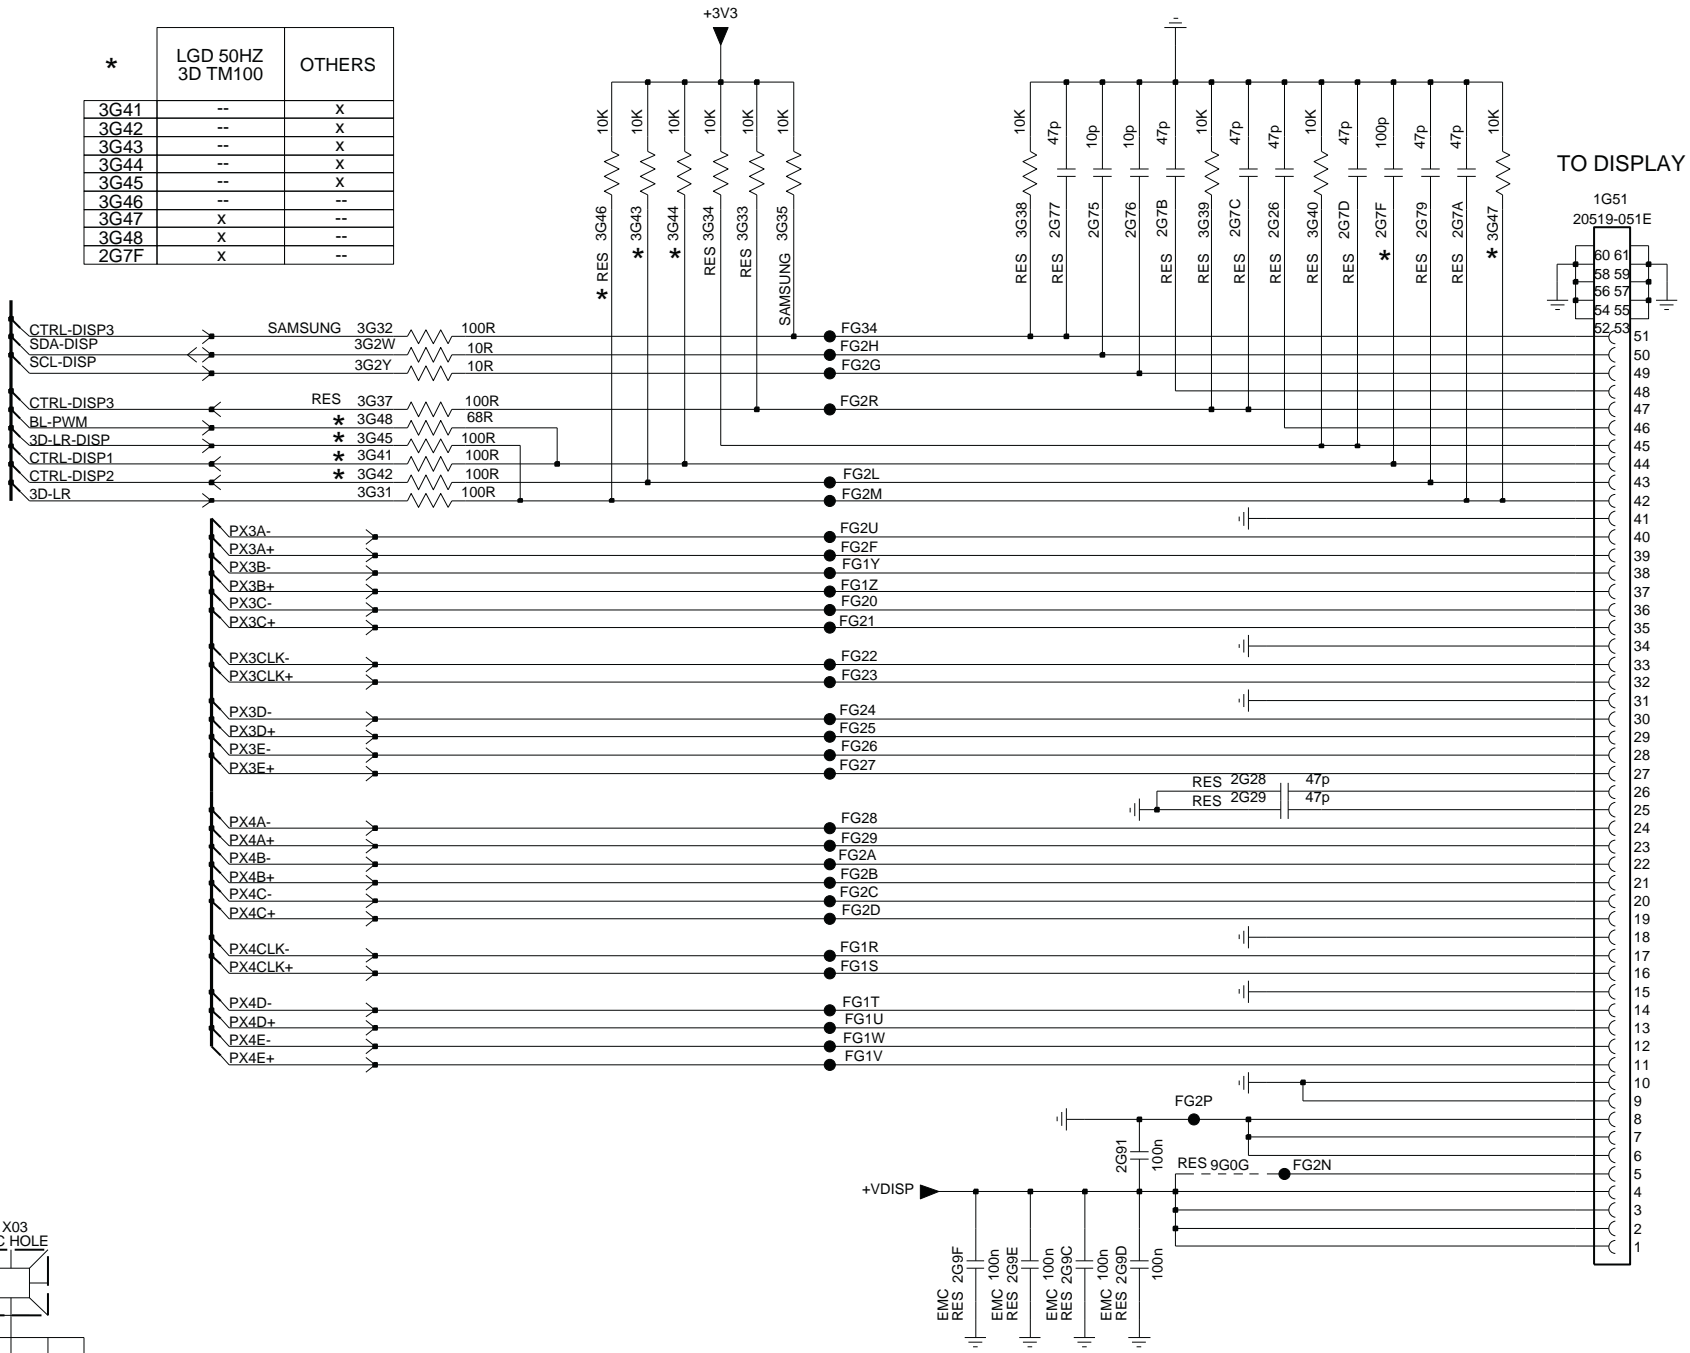 *
LGD 50HZ
3D TM100
OTHERS
3G41 -- x
3G42 -- x
3G43 -- x
3G44 -- x
3G45 -- x
3G46 -- --
3G47 x --
3G48 x --
2G7F x --
+3V3
* RES 3G46 10K
* 3G43 10K
* 3G44 10K
RES 3G34 10K
RES 3G33 10K
SAMSUNG 3G35 10K
RES 3G38 10K
RES 2G77 47p
2G75 10p
2G76 10p
RES 2G7B 47p
RES 3G39 10K
RES 2G7C 47p
RES 2G26 47p
RES 3G40 10K
RES 2G7D 47p
* 2G7F 100p
RES 2G79 47p
RES 2G7A 47p
* 3G47 10K
TO DISPLAY
1G51
20519-051E
60 61
58 59
56 57
54 55
52 53
CTRL-DISP3 SAMSUNG 3G32 100R FG34 51
SDA-DISP 3G2W 10R FG2H 50
SCL-DISP 3G2Y 10R FG2G 49
48
CTRL-DISP3 RES 3G37 100R FG2R 47
BL-PWM * 3G48 68R 46
3D-LR-DISP * 3G45 100R 45
CTRL-DISP1 * 3G41 100R 44
CTRL-DISP2 * 3G42 100R FG2L 43
3D-LR 3G31 100R FG2M 42
41
PX3A- FG2U 40
PX3A+ FG2F 39
PX3B- FG1Y 38
PX3B+ FG1Z 37
PX3C- FG20 36
PX3C+ FG21 35
34
PX3CLK- FG22 33
PX3CLK+ FG23 32
31
PX3D- FG24 30
PX3D+ FG25 29
PX3E- FG26 28
PX3E+ FG27 27
RES 2G28 47p 26
RES 2G29 47p 25
PX4A- FG28 24
PX4A+ FG29 23
PX4B- FG2A 22
PX4B+ FG2B 21
PX4C- FG2C 20
PX4C+ FG2D 19
18
PX4CLK- FG1R 17
PX4CLK+ FG1S 16
15
PX4D- FG1T 14
PX4D+ FG1U 13
PX4E- FG1W 12
PX4E+ FG1V 11
10
9
FG2P 8
7
2G91 100n 6
RES 9G0G FG2N 5
+VDISP 4
3
2
1
EMC RES 2G9F 100n
EMC RES 2G9E 100n
EMC RES 2G9C 100n
EMC RES 2G9D 100n
X03
C HOLE